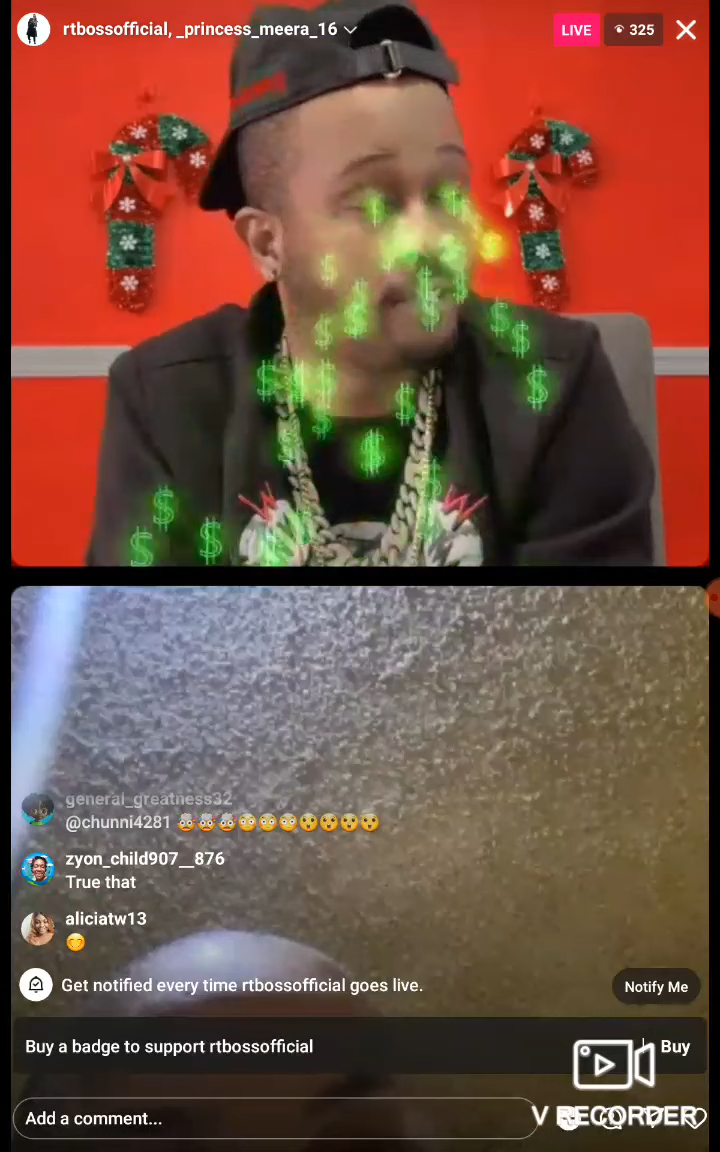 rtbossofficial, _princess_meera_16
LIVE
325
general_greatness32
@chunni4281 🤯🤯🤯😳😳😳😲😲😲😲
zyon_child907__876
True that
aliciatw13
😊
Get notified every time rtbossofficial goes live.
Notify Me
Buy a badge to support rtbossofficial
Buy
Add a comment...
V RECORDER